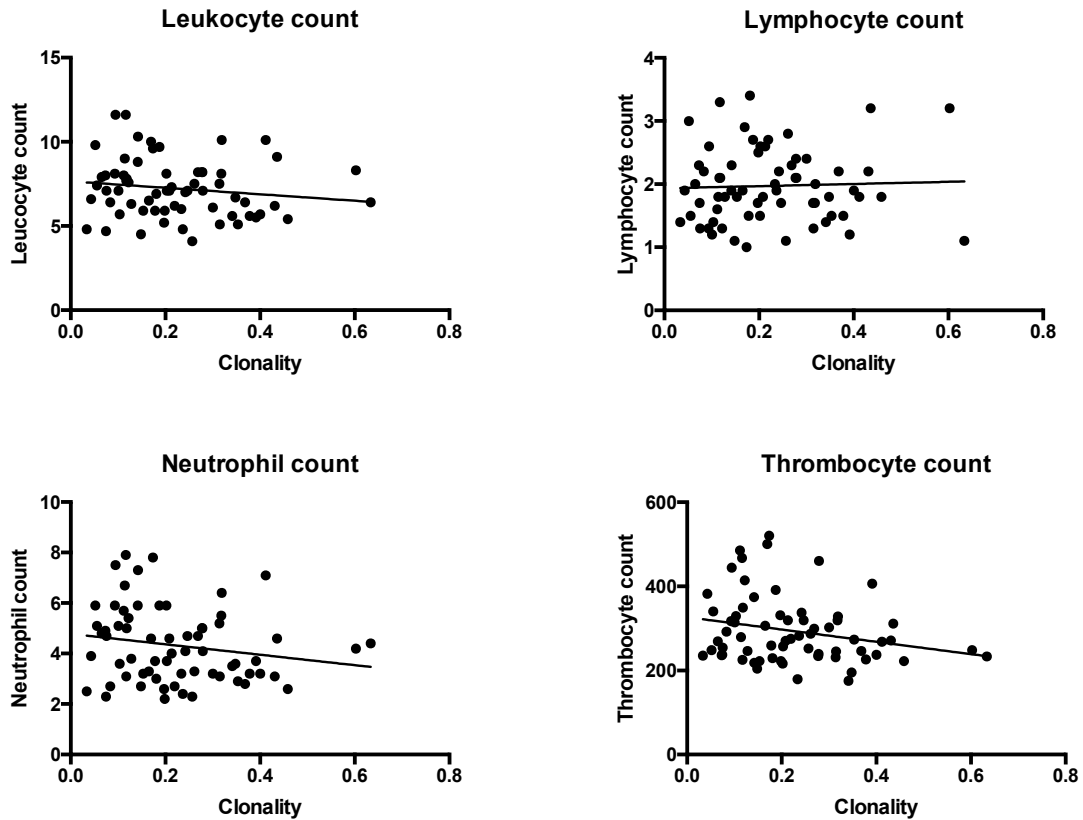 Leukocyte count
15
10
5
0
Leucocyte count
0.0 0.2 0.4 0.6 0.8
Clonality
Lymphocyte count
4
3
2
1
0
Lymphocyte count
0.0 0.2 0.4 0.6 0.8
Clonality
Neutrophil count
10
8
6
4
2
0
Neutrophil count
0.0 0.2 0.4 0.6 0.8
Clonality
Thrombocyte count
600
400
200
0
Thrombocyte count
0.0 0.2 0.4 0.6 0.8
Clonality